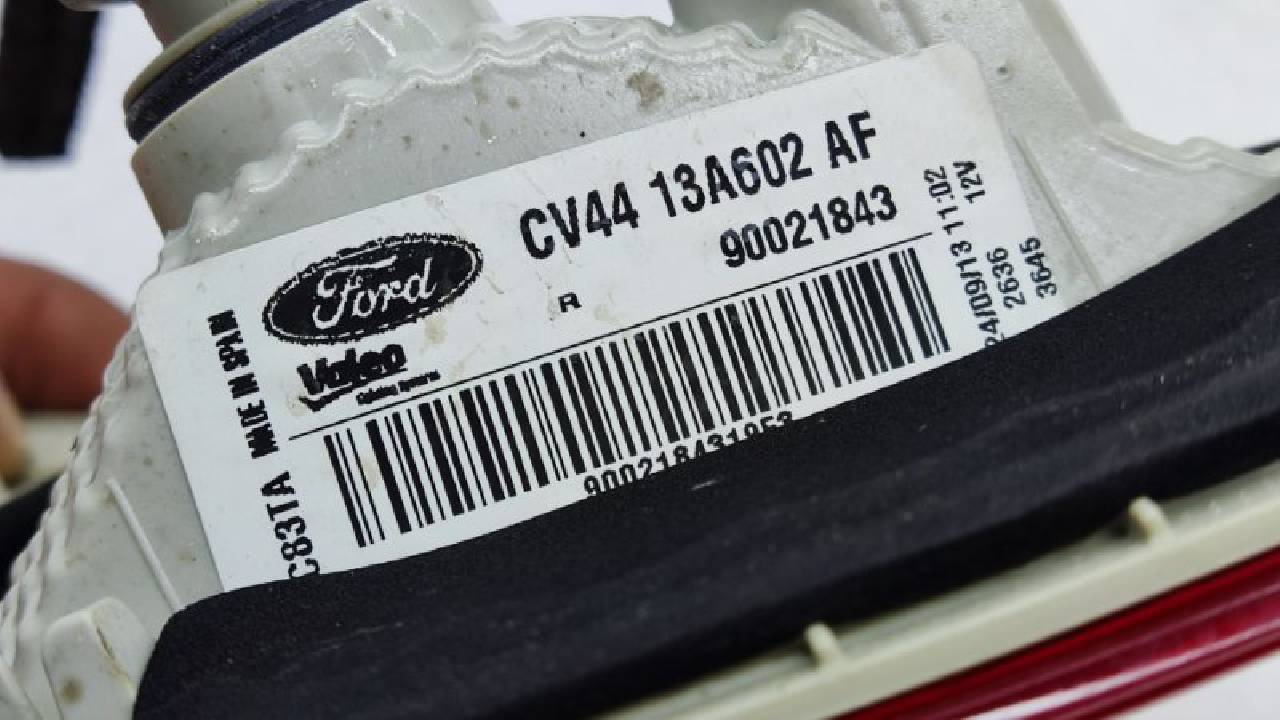 CV44 13A602 AF
90021843
Ford
R
Valeo
MADE IN SPAIN
C83TA
24/09/13 11:02
2636 12V
3645